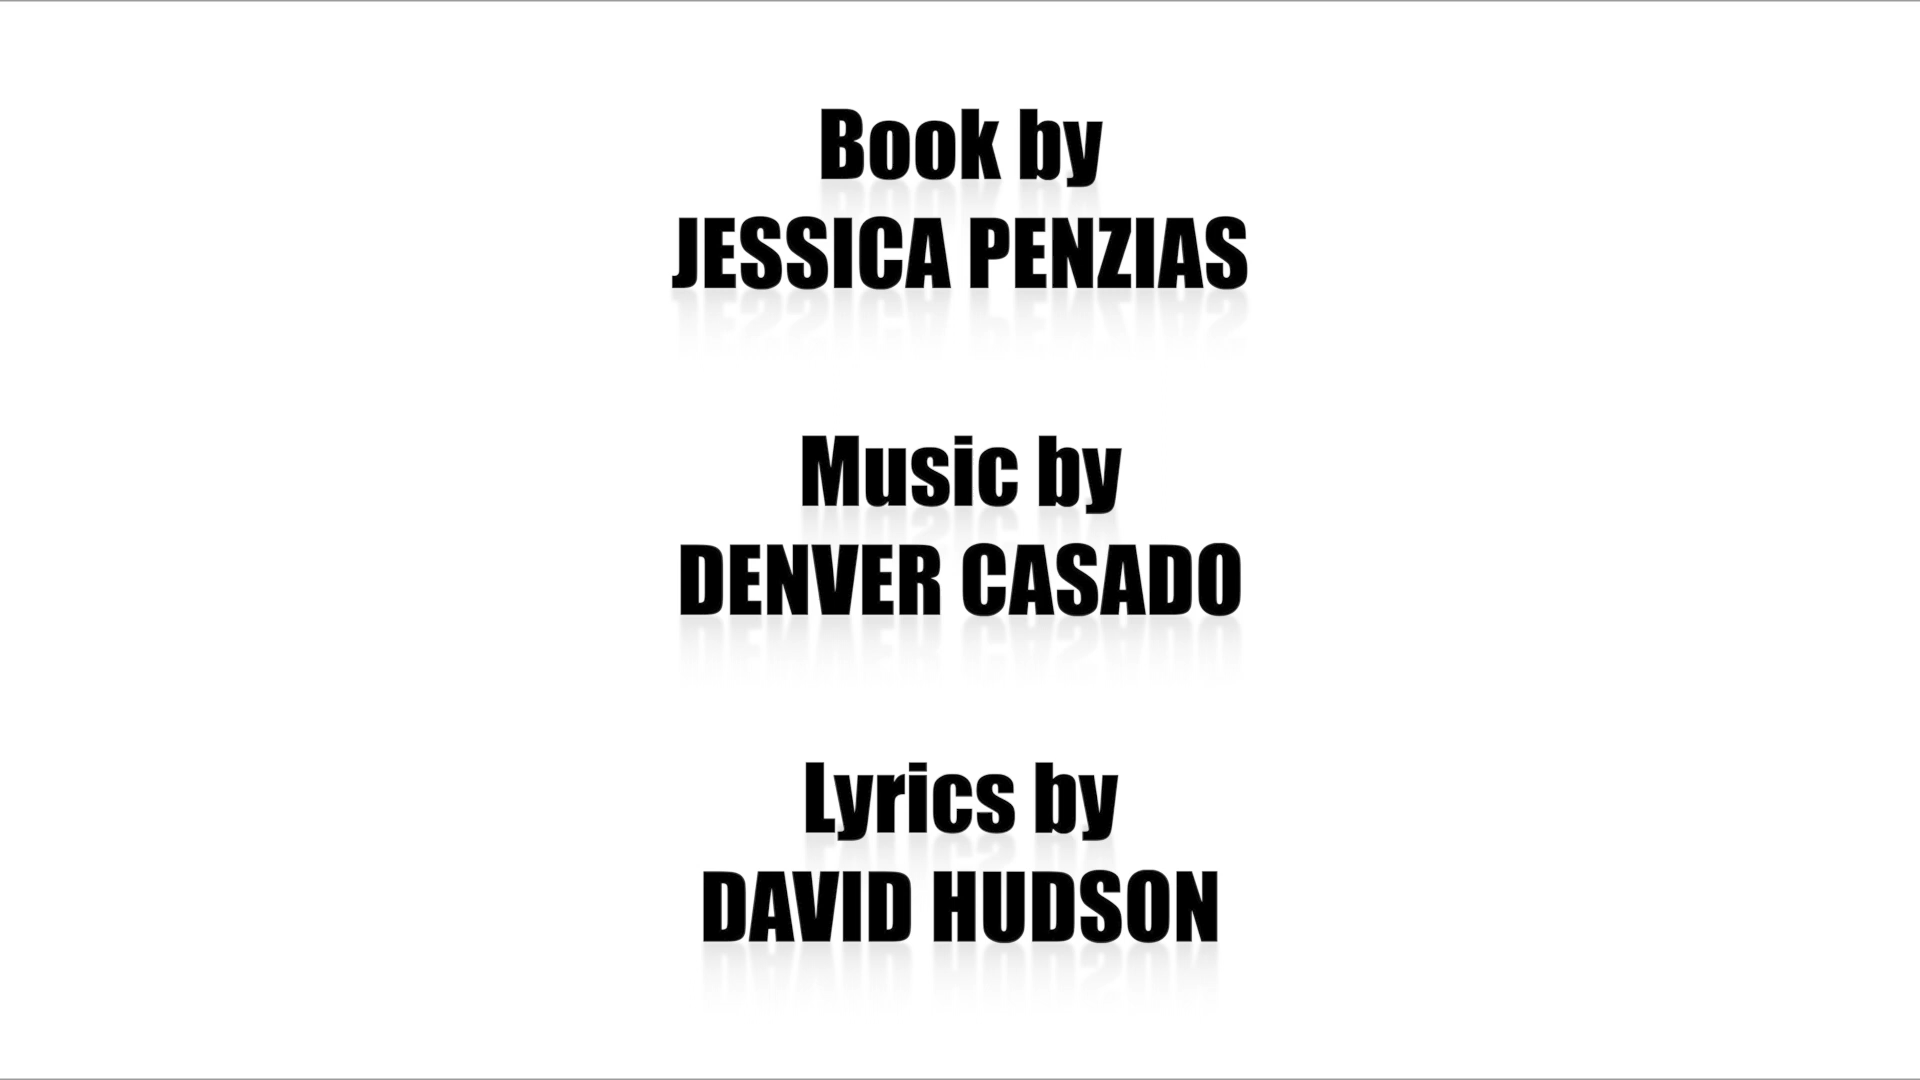 Book by
JESSICA PENZIAS
Music by
DENVER CASADO
Lyrics by
DAVID HUDSON